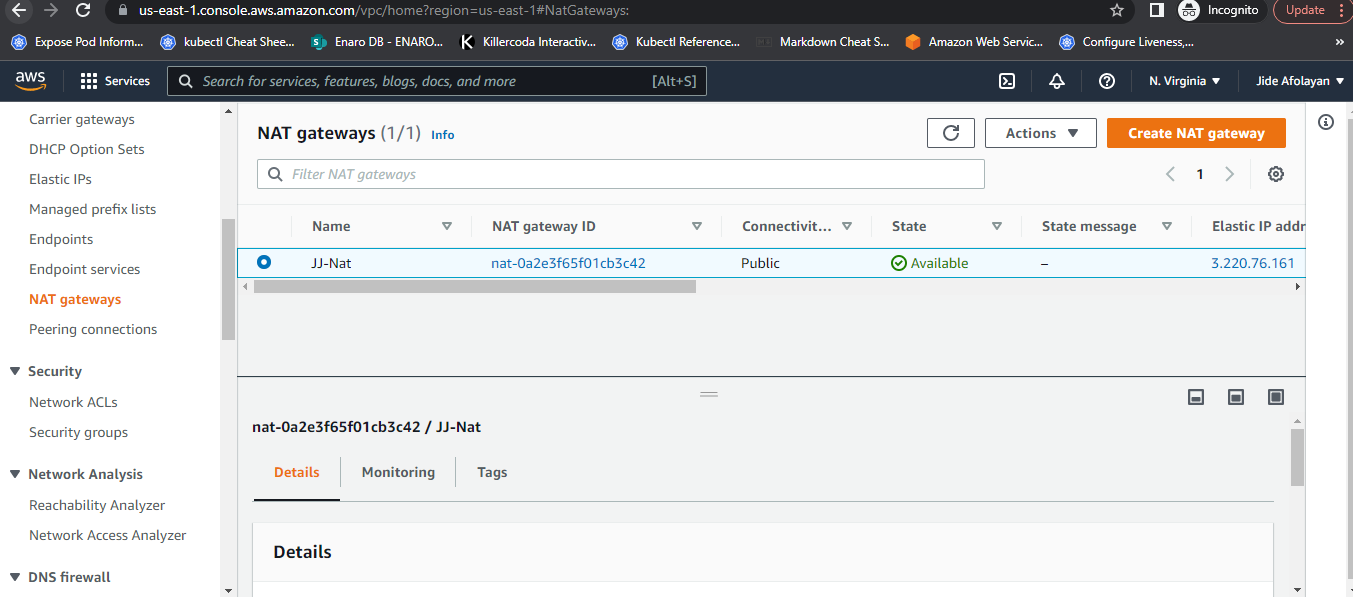 us-east-1.console.aws.amazon.com/vpc/home?region=us-east-1#NatGateways:
Incognito
Update
Expose Pod Inform...
kubectl Cheat Shee...
S
Enaro DB - ENARO...
K
Killercoda Interactiv...
Kubectl Reference...
Markdown Cheat S...
Amazon Web Servic...
Configure Liveness,...
»
aws
Services
Search for services, features, blogs, docs, and more
[Alt+S]
N. Virginia
Jide Afolayan
Carrier gateways
DHCP Option Sets
Elastic IPs
Managed prefix lists
Endpoints
Endpoint services
NAT gateways
Peering connections
Security
Network ACLs
Security groups
Network Analysis
Reachability Analyzer
Network Access Analyzer
DNS firewall
NAT gateways (1/1) Info
Actions
Create NAT gateway
Filter NAT gateways
1
Name
NAT gateway ID
Connectivit...
State
State message
Elastic IP addr
JJ-Nat
nat-0a2e3f65f01cb3c42
Public
Available
–
3.220.76.161
nat-0a2e3f65f01cb3c42 / JJ-Nat
Details
Monitoring
Tags
Details